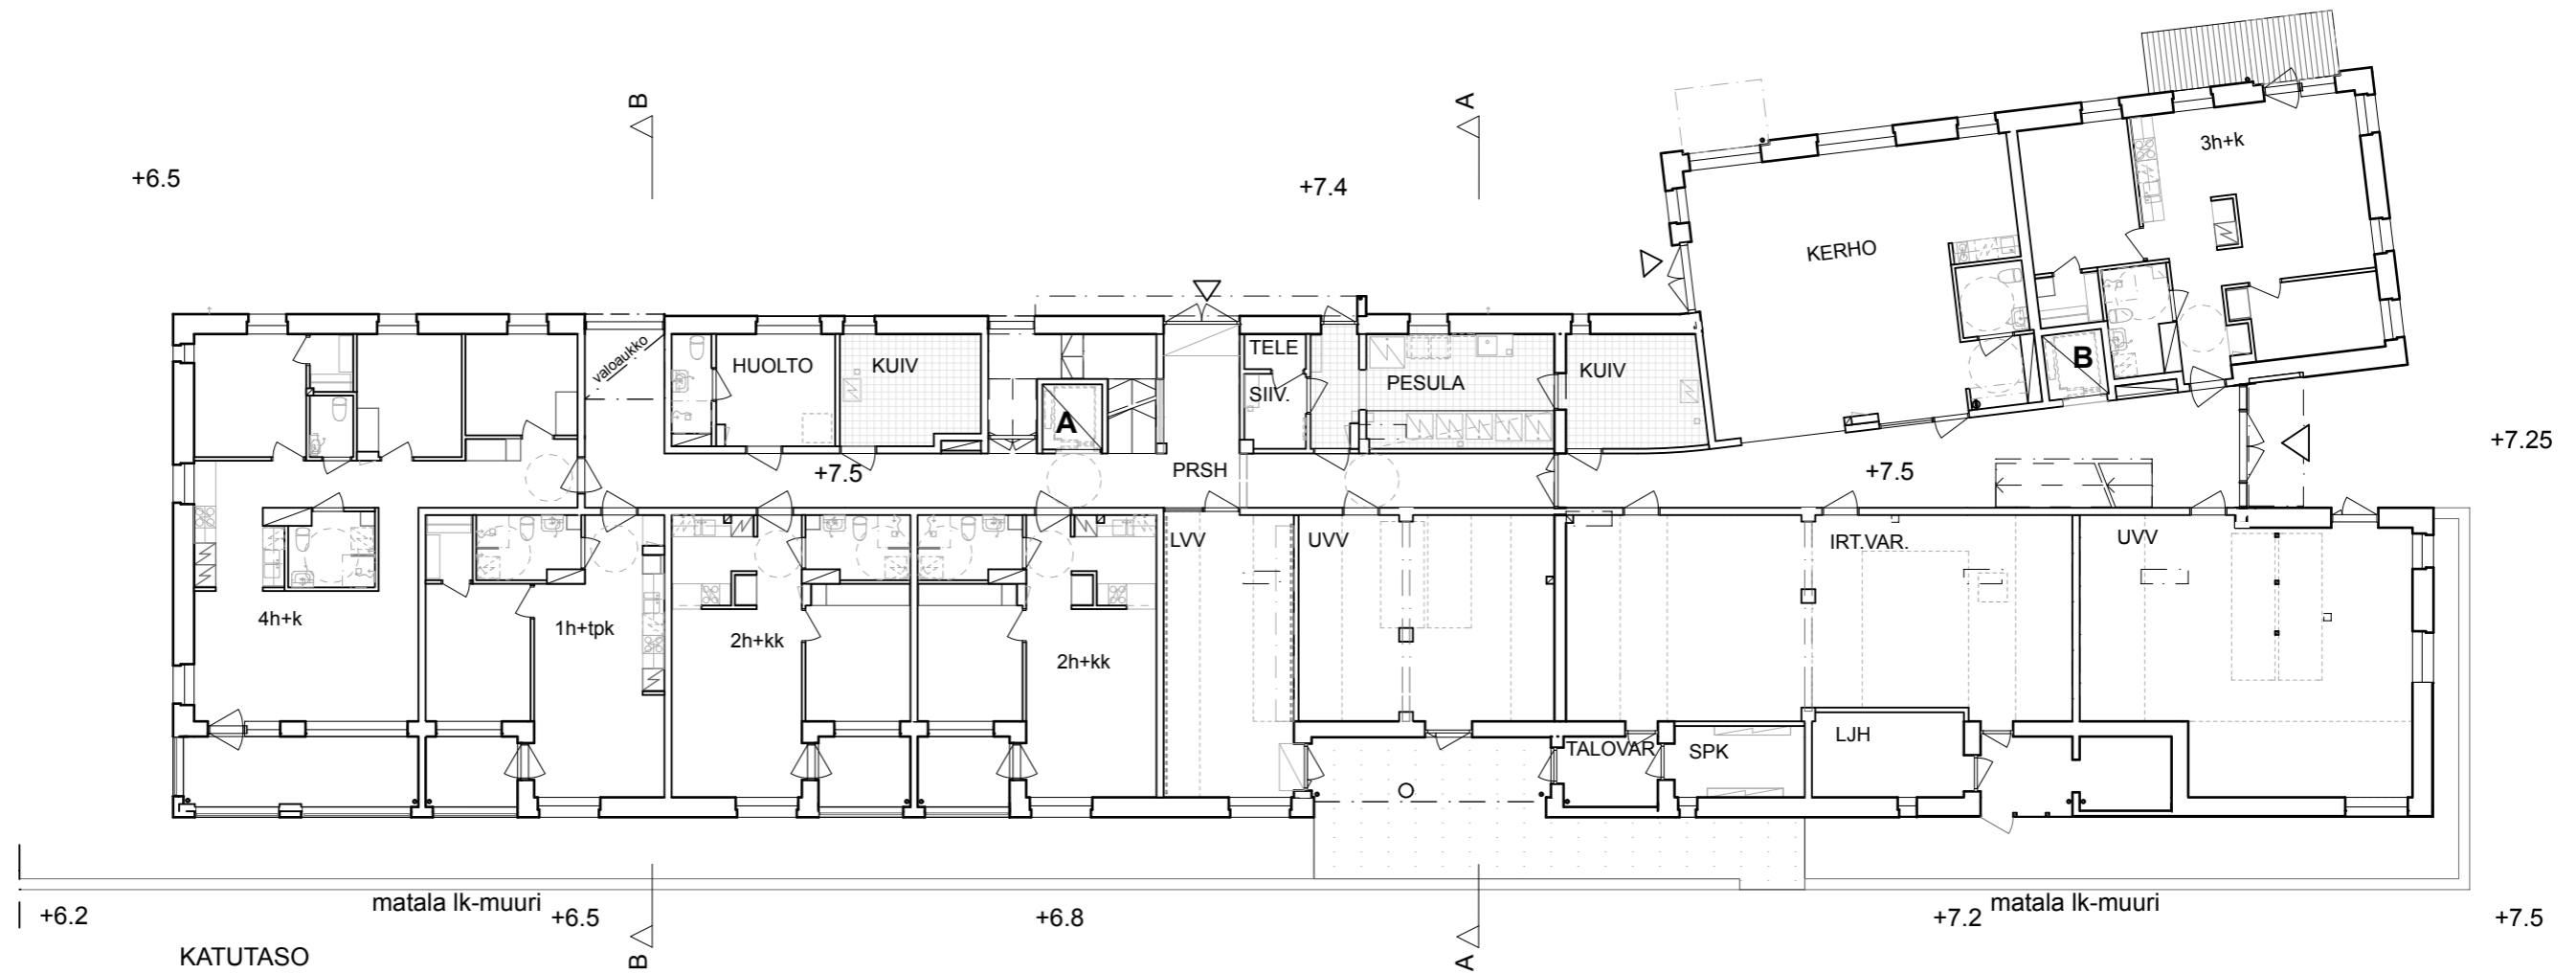 B
A
3h+k
+6.5
+7.4
KERHO
valoaukko
HUOLTO
KUIV
TELE
SIIV.
PESULA
KUIV
B
A
+7.25
+7.5
PRSH
+7.5
LVV
UVV
IRT.VAR.
UVV
4h+k
1h+tpk
2h+kk
2h+kk
TALOVAR
SPK
LJH
matala lk-muuri
matala lk-muuri
+6.2
+6.5
+6.8
+7.2
+7.5
KATUTASO
B
A